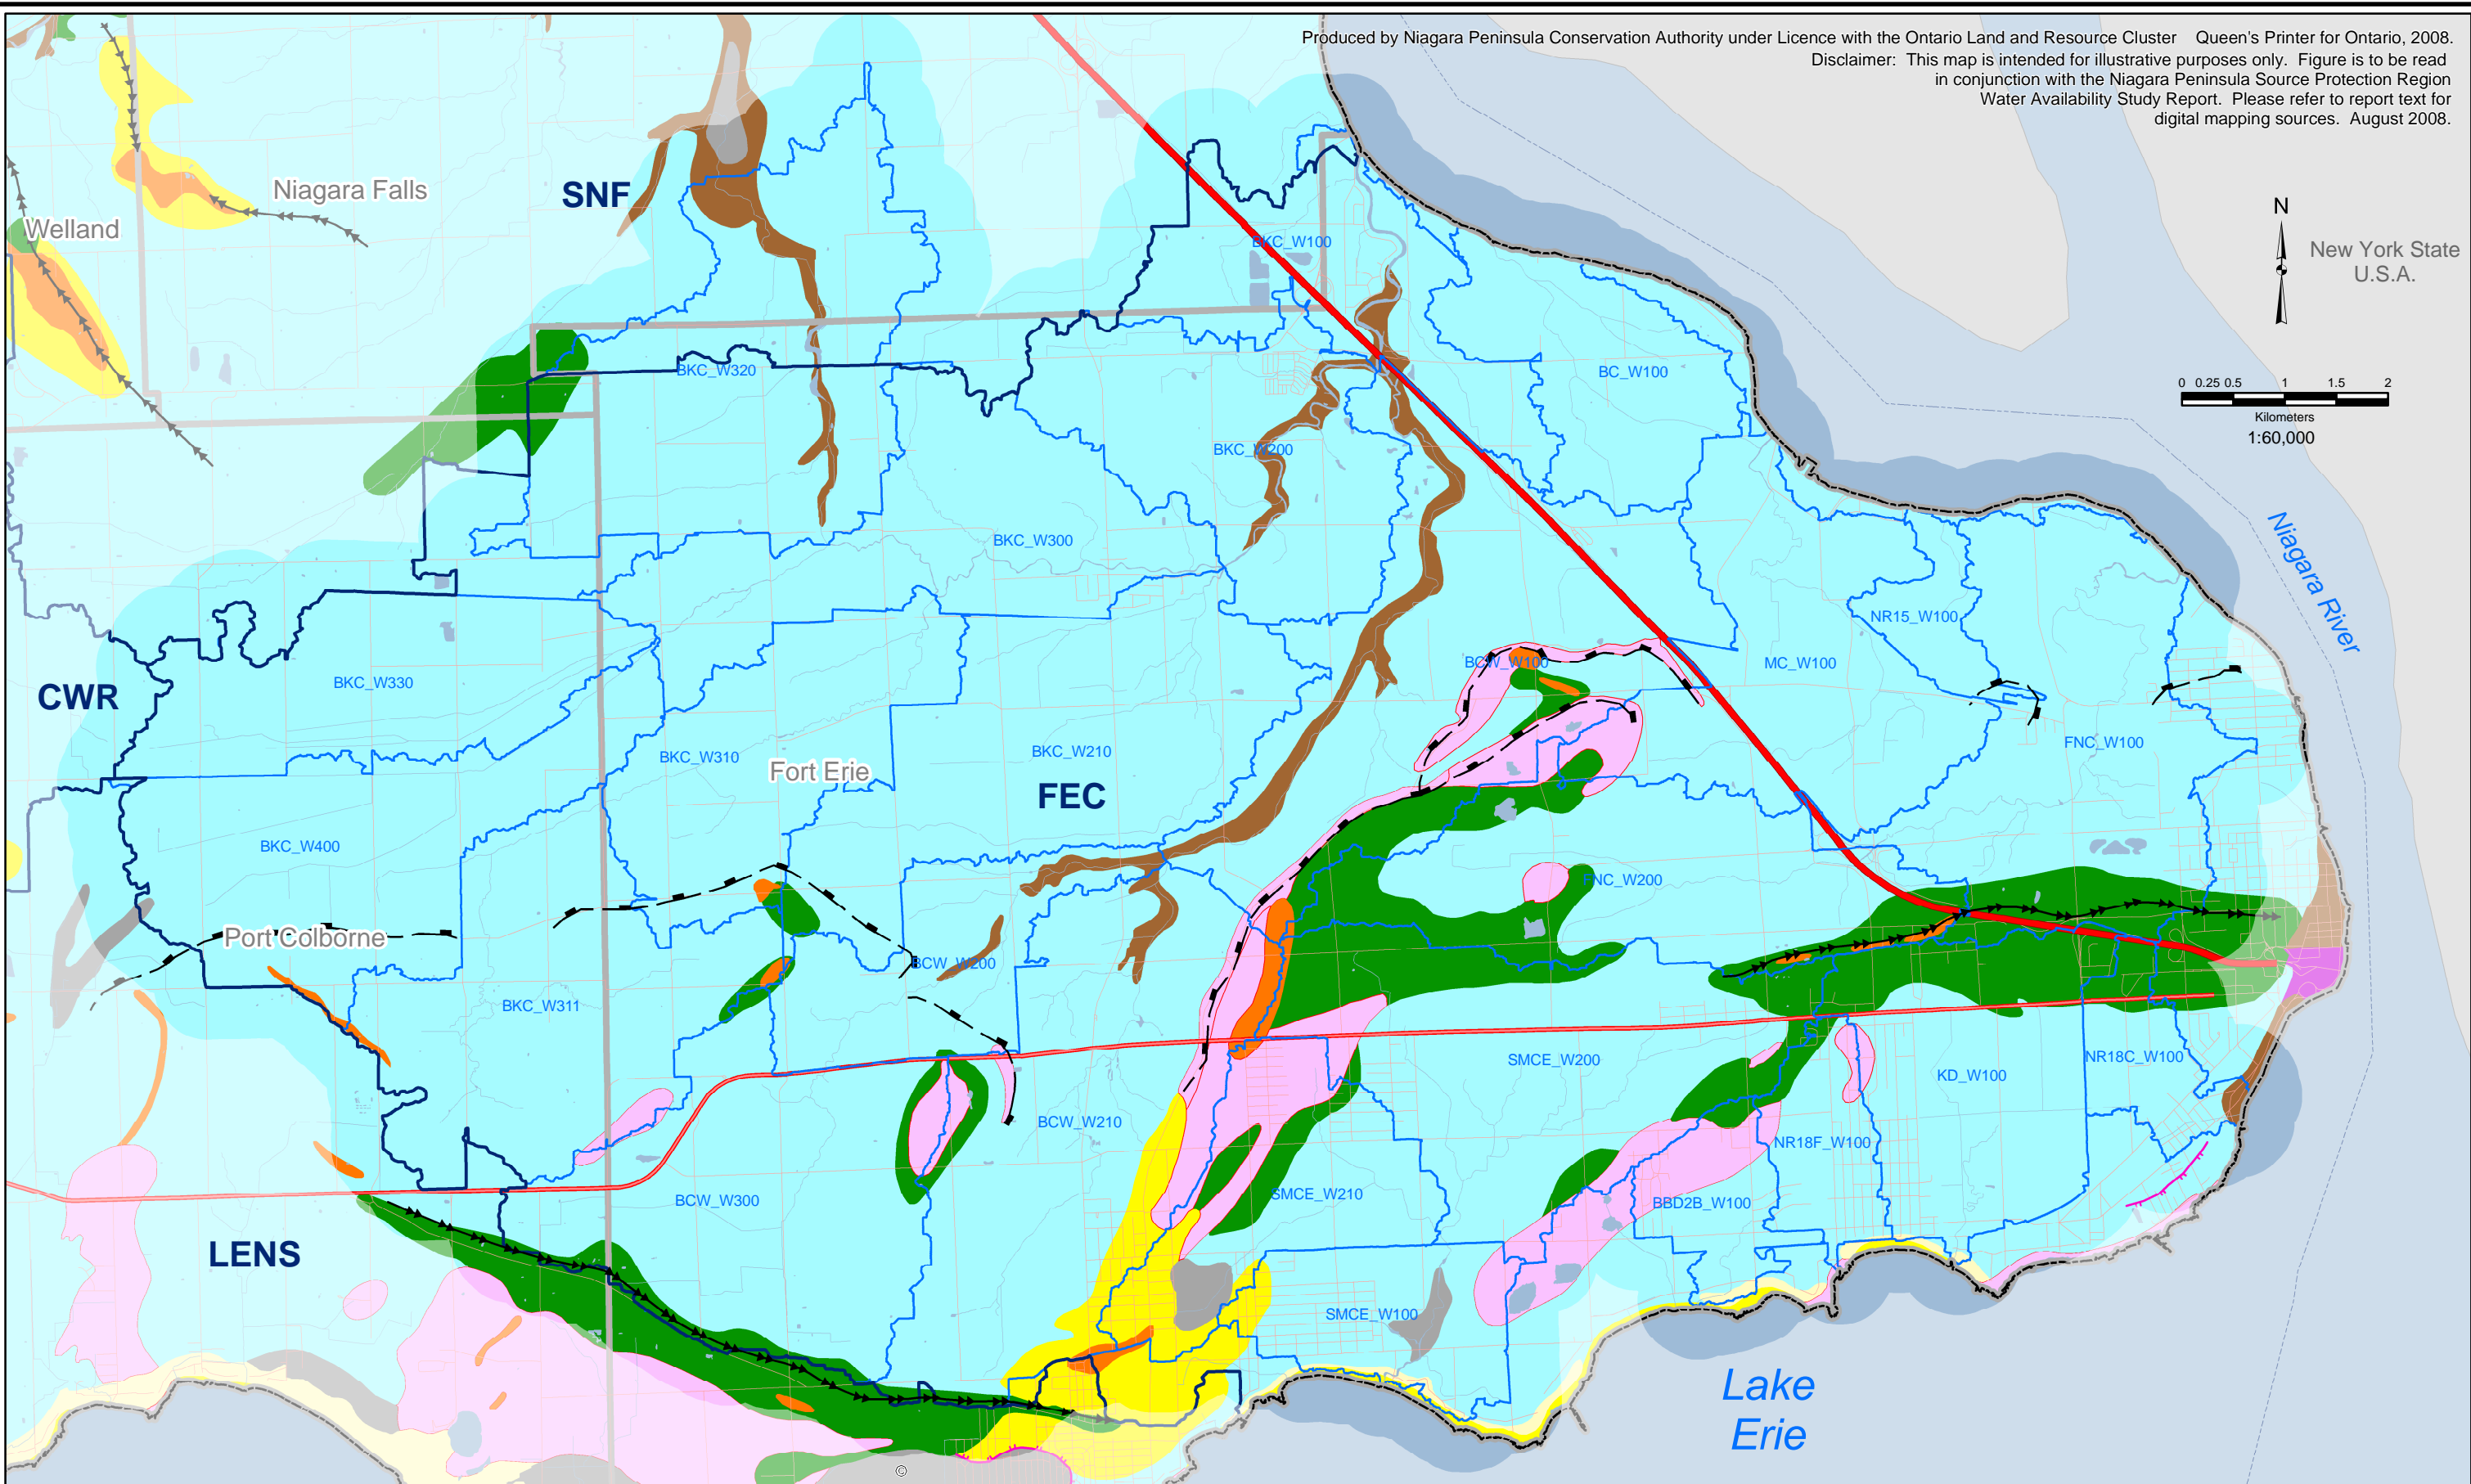 Produced by Niagara Peninsula Conservation Authority under Licence with the Ontario Land and Resource Cluster Queen's Printer for Ontario, 2008.
Disclaimer: This map is intended for illustrative purposes only. Figure is to be read
in conjunction with the Niagara Peninsula Source Protection Region
Water Availability Study Report. Please refer to report text for
digital mapping sources. August 2008.
Niagara Falls
SNF
Welland
N
New York State
U.S.A.
BKC_W100
BKC_W320
BC_W100
0 0.25 0.5 1 1.5 2
Kilometers
1:60,000
BKC_W200
BKC_W300
Niagara River
NR15_W100
BCW_W100
MC_W100
BKC_W330
CWR
BKC_W310
Fort Erie
BKC_W210
FNC_W100
FEC
BKC_W400
FNC_W200
Port Colborne
BCW_W200
BKC_W311
SMCE_W200
NR18C_W100
KD_W100
BCW_W210
NR18F_W100
BCW_W300
SMCE_W210
BBD2B_W100
LENS
SMCE_W100
Lake
Erie
©